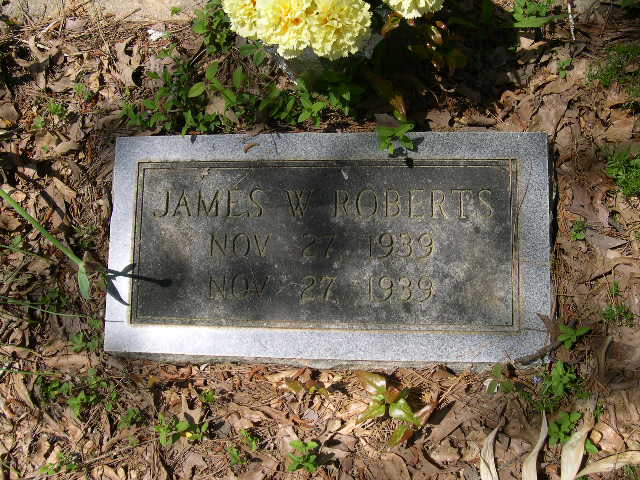 JAMES W ROBERTS
NOV 27 1939
NOV. 27 1939